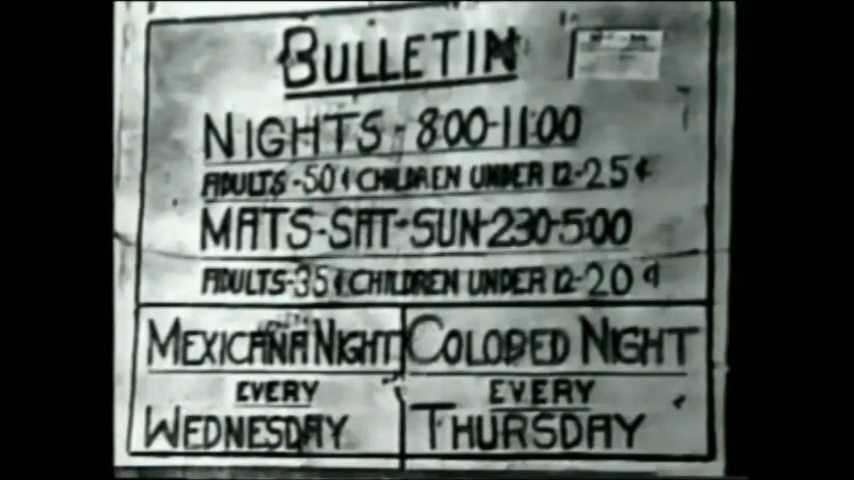 BULLETIN
NIGHTS-8:00-11:00
ADULTS-50¢ CHILDREN UNDER 12-25¢
MATS-SAT-SUN-2:30-5:00
ADULTS-35¢ CHILDREN UNDER 12-20¢
MEXICANA NIGHT
EVERY
WEDNESDAY
COLORED NIGHT
EVERY
THURSDAY